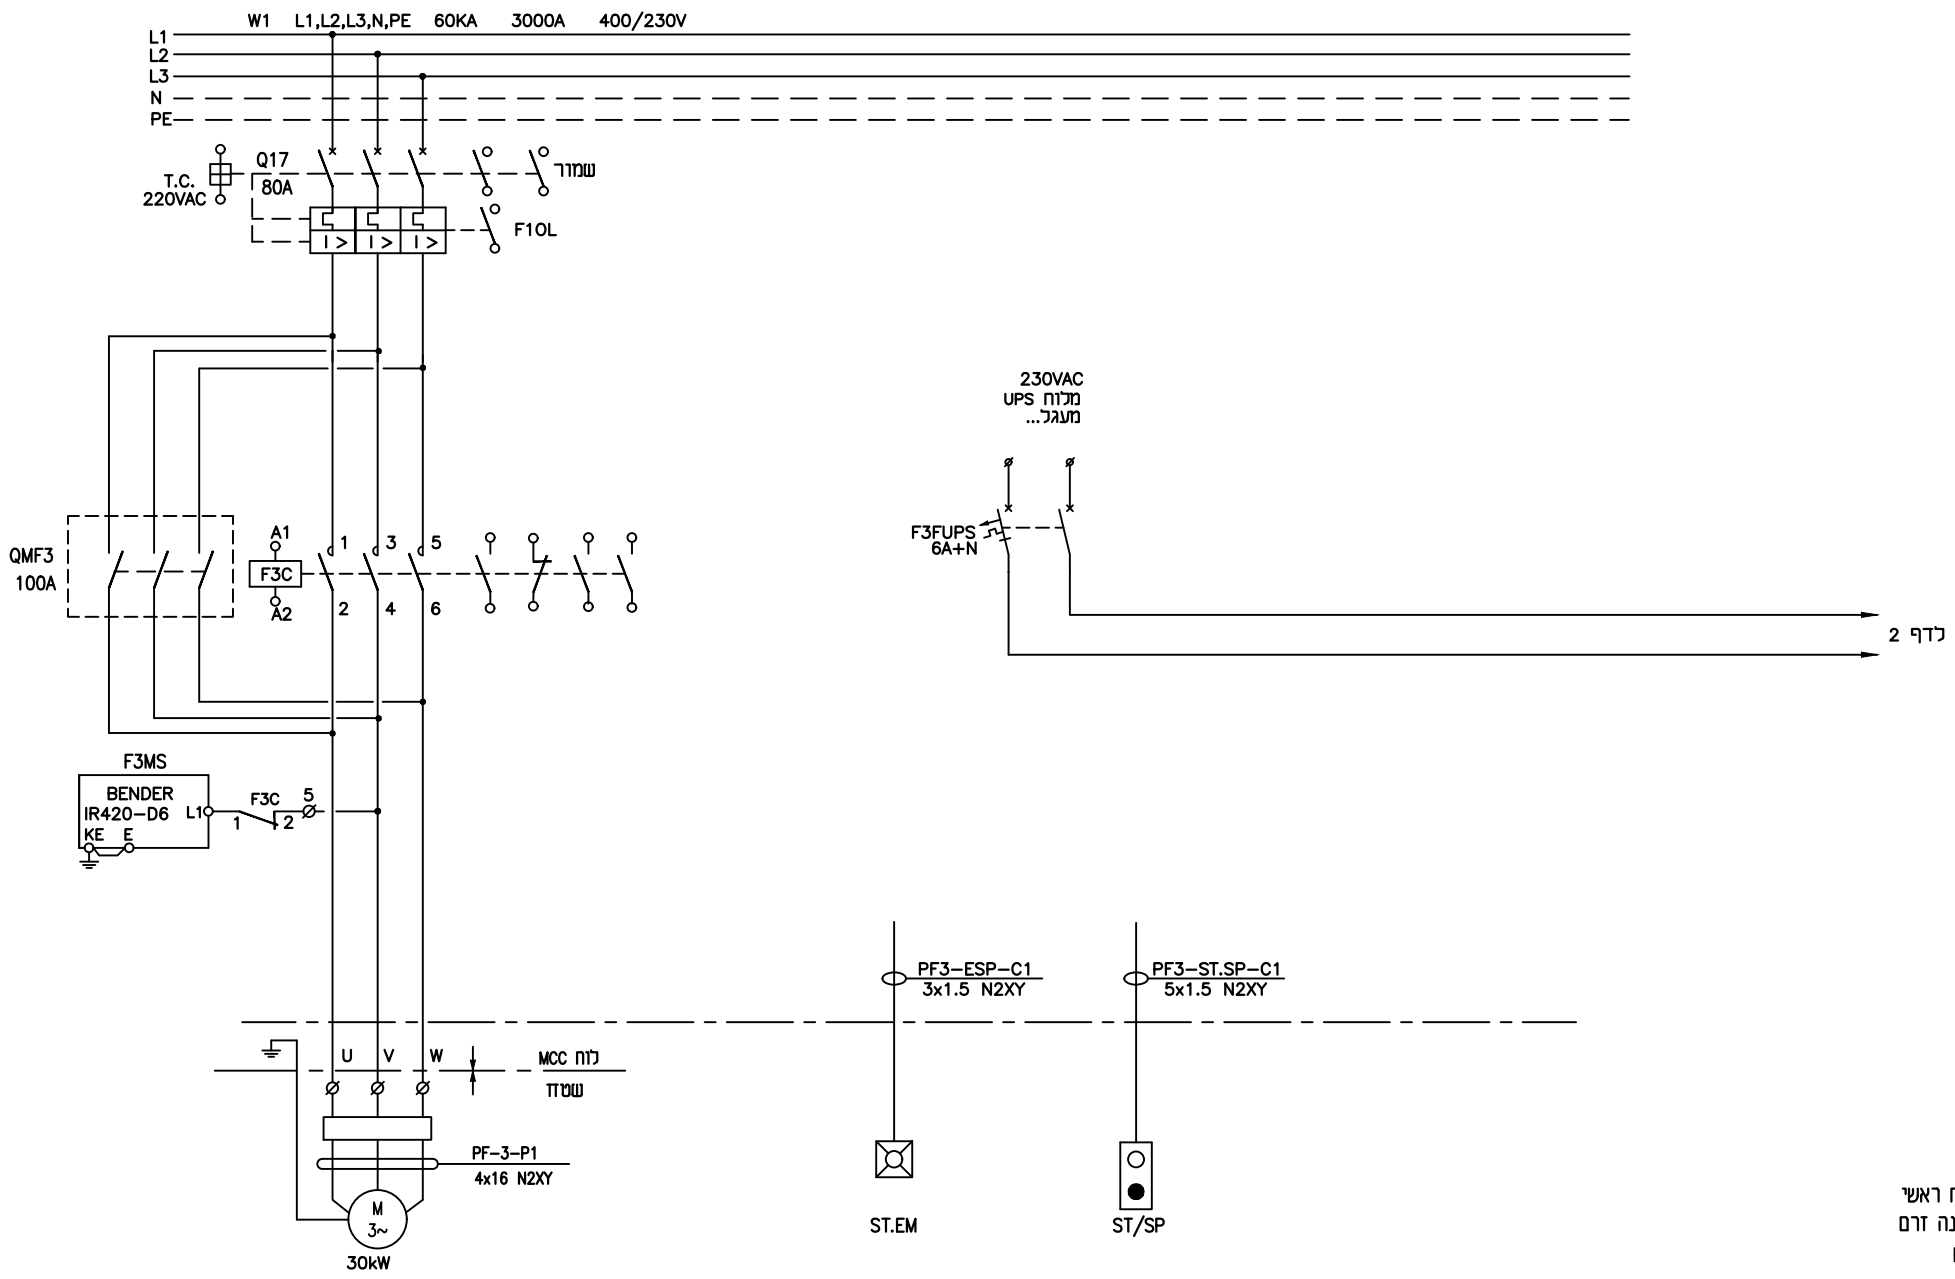 W1 L1,L2,L3,N,PE 60KA 3000A 400/230V
L1
L2
L3
N
PE
T.C.
220VAC
Q17
80A
I >
I >
I >
שמור
F1OL
230VAC
מלוח UPS
מעגל...
QMF3
100A
A1
F3C
A2
1
3
5
2
4
6
F3FUPS
6A+N
לדף 2
F3MS
BENDER
IR420-D6
L1
KE E
F3C
1
2
5
PF3-ESP-C1
3x1.5 N2XY
PF3-ST.SP-C1
5x1.5 N2XY
U
V
W
לוח MCC
שטח
PF-3-P1
4x16 N2XY
M
3~
30kW
ST.EM
ST/SP
ראשי
זרם